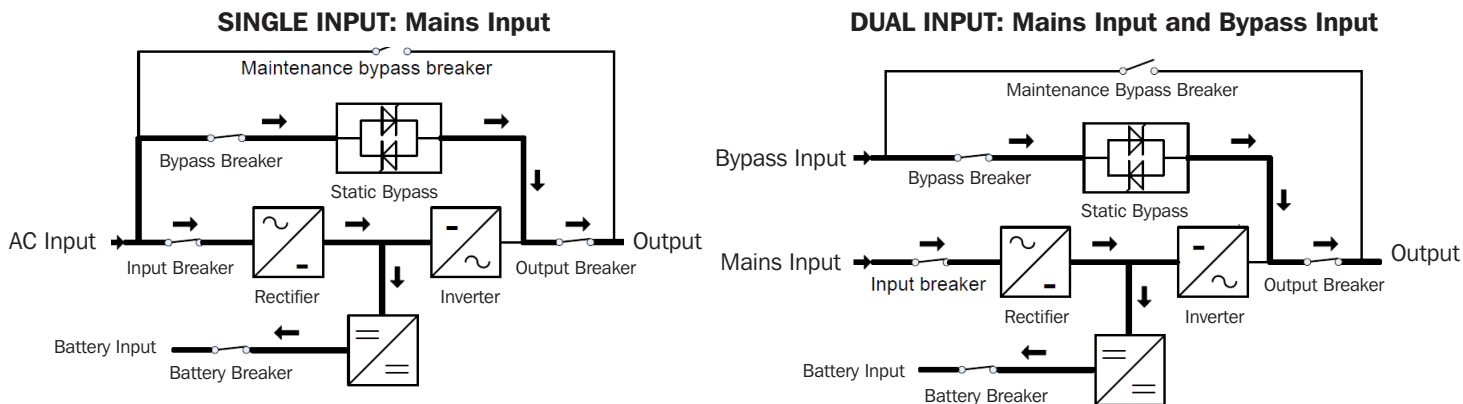 SINGLE INPUT: Mains Input
Maintenance bypass breaker
Bypass Breaker
Static Bypass
AC Input
Output
Input Breaker
Output Breaker
Rectifier
Inverter
Battery Input
Battery Breaker
DUAL INPUT: Mains Input and Bypass Input
Maintenance Bypass Breaker
Bypass Input
Bypass Breaker
Static Bypass
Mains Input
Output
Input breaker
Output Breaker
Rectifier
Inverter
Battery Input
Battery Breaker